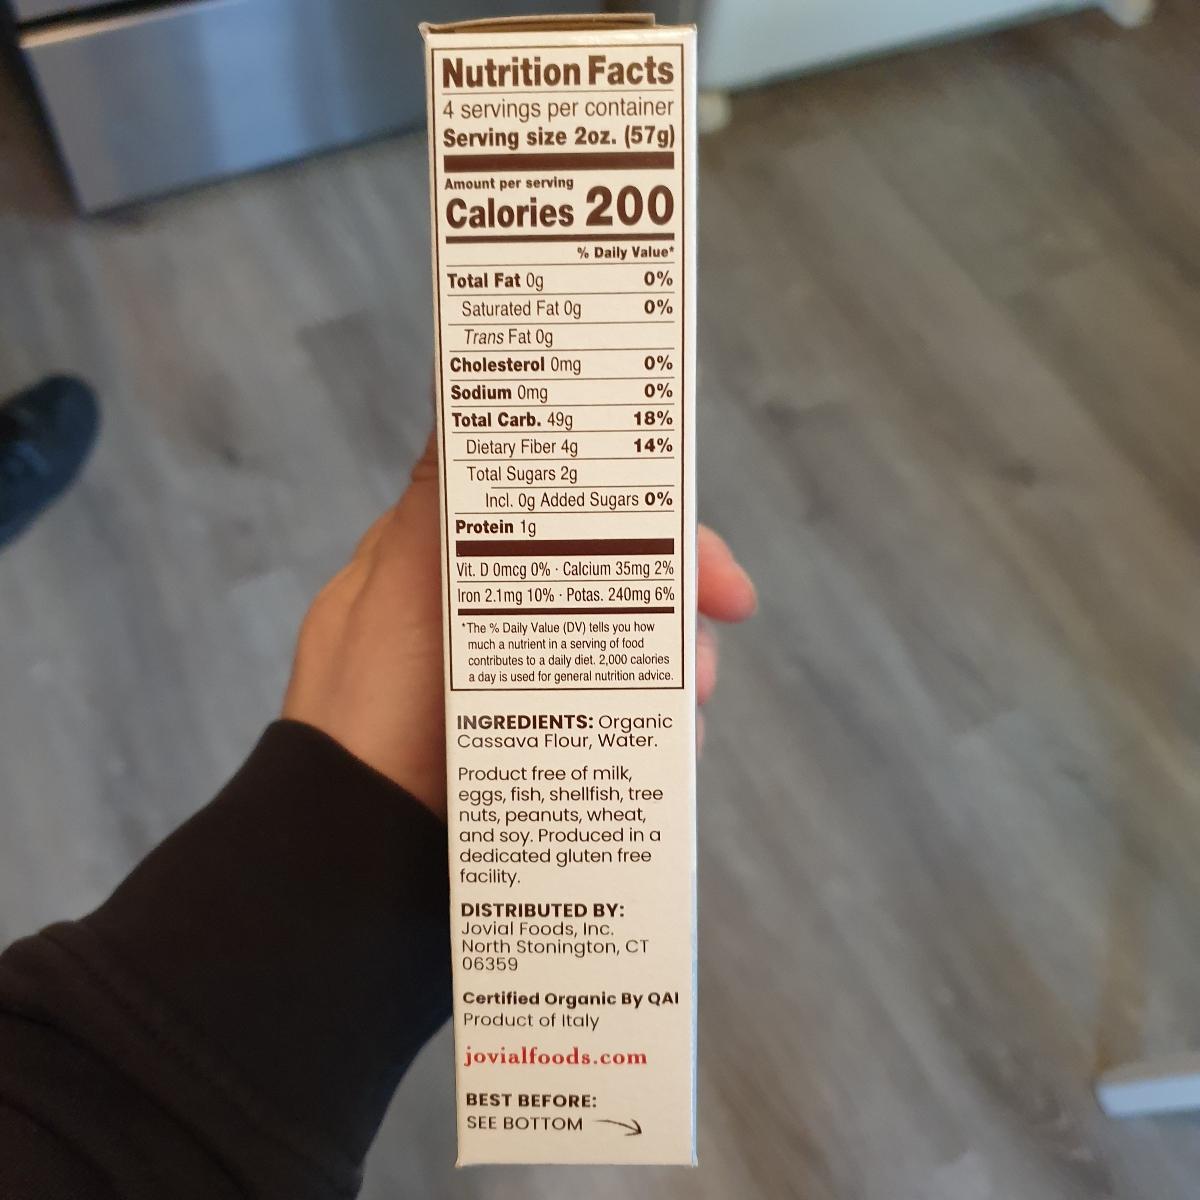 Nutrition Facts
4 servings per container
Serving size 2oz. (57g)
Amount per serving
Calories 200
% Daily Value*
Total Fat 0g 0%
Saturated Fat 0g 0%
Trans Fat 0g
Cholesterol 0mg 0%
Sodium 0mg 0%
Total Carb. 49g 18%
Dietary Fiber 4g 14%
Total Sugars 2g
Incl. 0g Added Sugars 0%
Protein 1g
Vit. D 0mcg 0% · Calcium 35mg 2%
Iron 2.1mg 10% · Potas. 240mg 6%
*The % Daily Value (DV) tells you how
much a nutrient in a serving of food
contributes to a daily diet. 2,000 calories
a day is used for general nutrition advice.
INGREDIENTS: Organic
Cassava Flour, Water.
Product free of milk,
eggs, fish, shellfish, tree
nuts, peanuts, wheat,
and soy. Produced in a
dedicated gluten free
facility.
DISTRIBUTED BY:
Jovial Foods, Inc.
North Stonington, CT
06359
Certified Organic By QAI
Product of Italy
jovialfoods.com
BEST BEFORE:
SEE BOTTOM